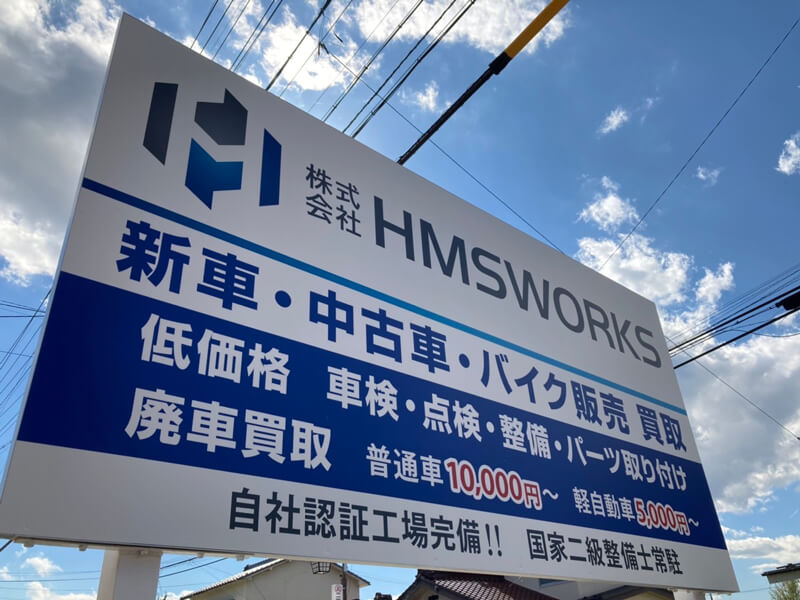 株式会社 HMSWORKS
新車・中古車・バイク販売 買取
低価格 車検・点検・整備・パーツ取り付け
廃車買取 普通車10,000円～ 軽自動車5,000円～
自社認証工場完備!! 国家二級整備士常駐